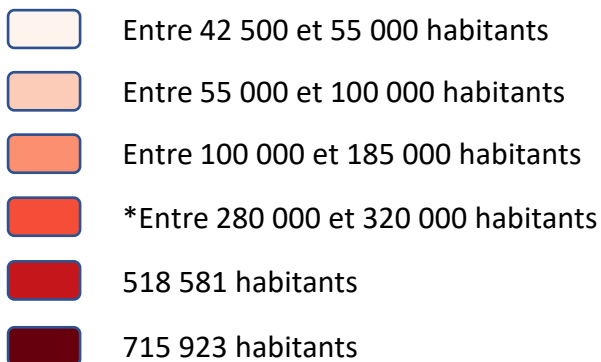 Entre 42 500 et 55 000 habitants
Entre 55 000 et 100 000 habitants
Entre 100 000 et 185 000 habitants
*Entre 280 000 et 320 000 habitants
518 581 habitants
715 923 habitants